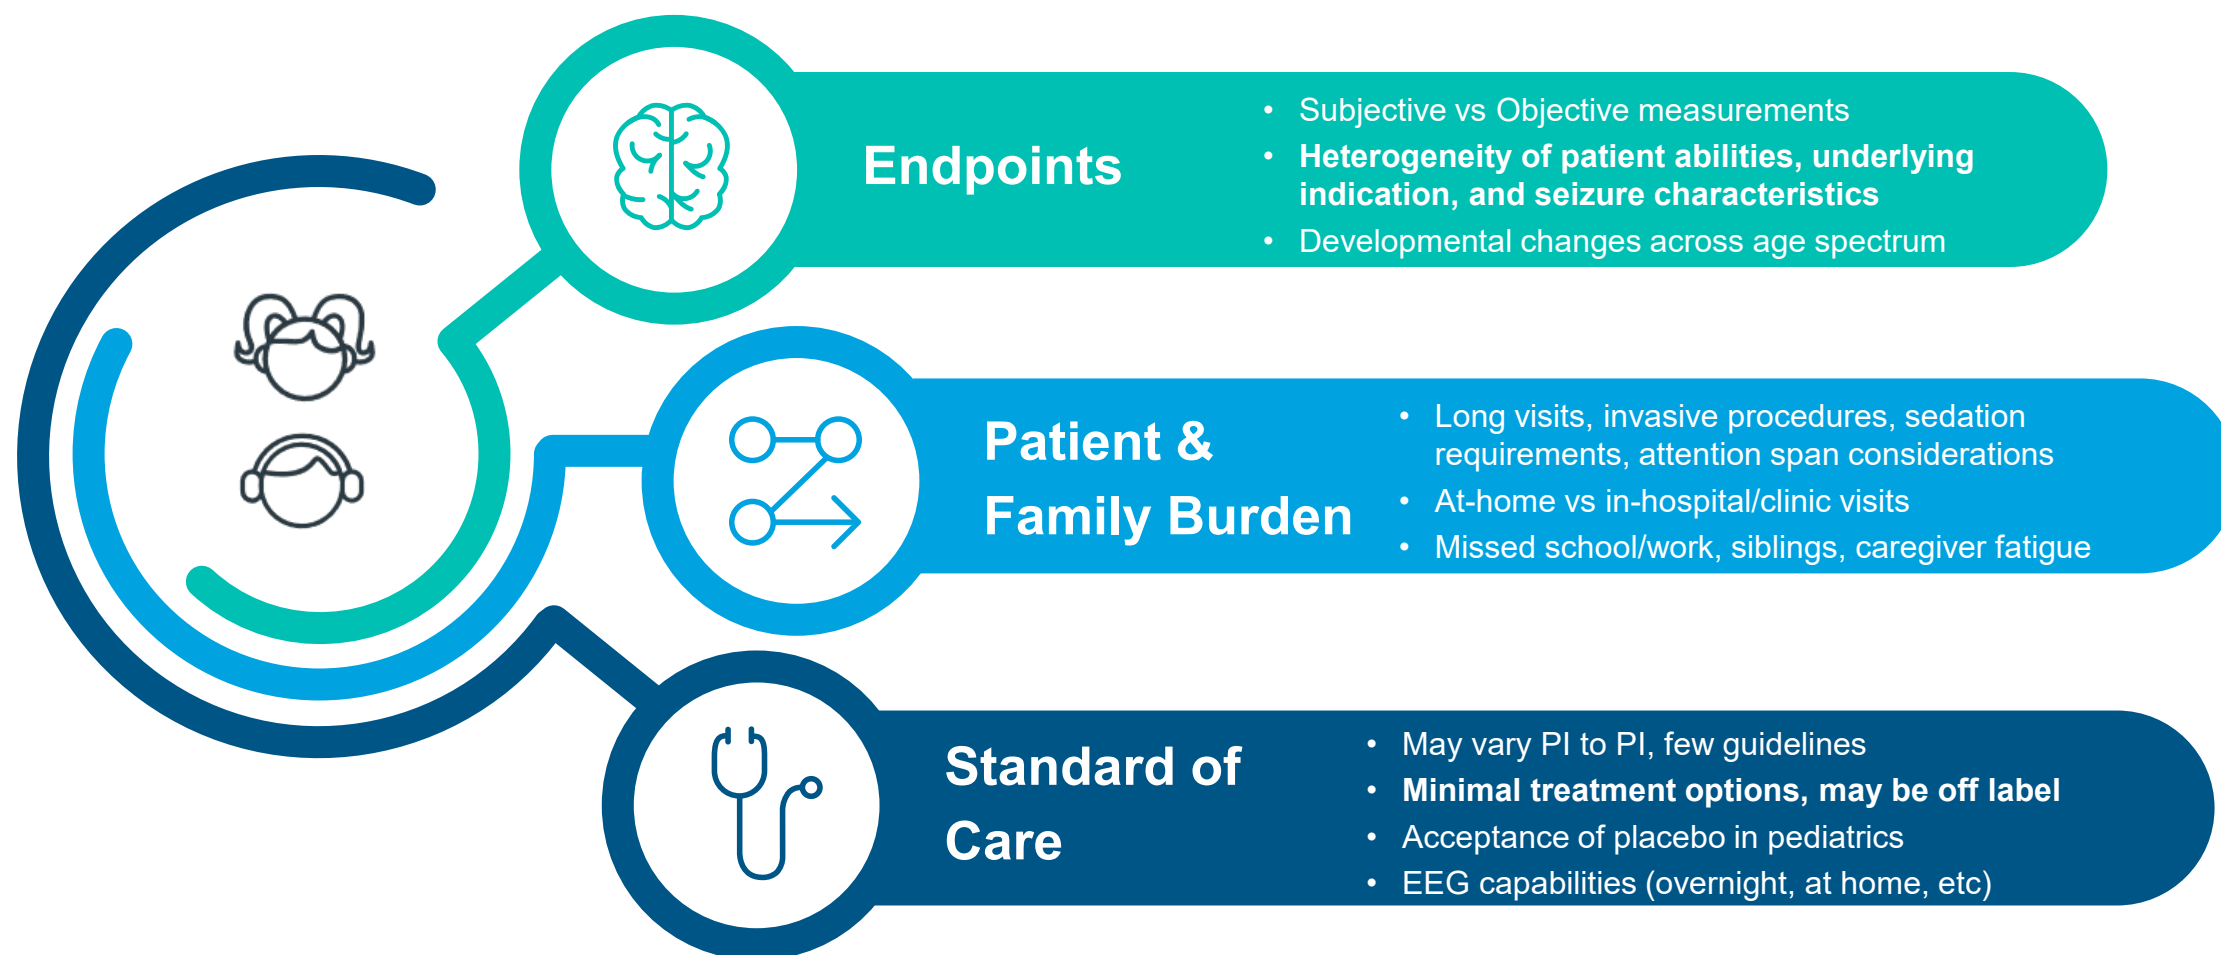 Endpoints
• Subjective vs Objective measurements
• Heterogeneity of patient abilities, underlying
indication, and seizure characteristics
• Developmental changes across age spectrum
Patient &
Family Burden
• Long visits, invasive procedures, sedation
requirements, attention span considerations
• At-home vs in-hospital/clinic visits
• Missed school/work, siblings, caregiver fatigue
Standard of
Care
• May vary PI to PI, few guidelines
• Minimal treatment options, may be off label
• Acceptance of placebo in pediatrics
• EEG capabilities (overnight, at home, etc)